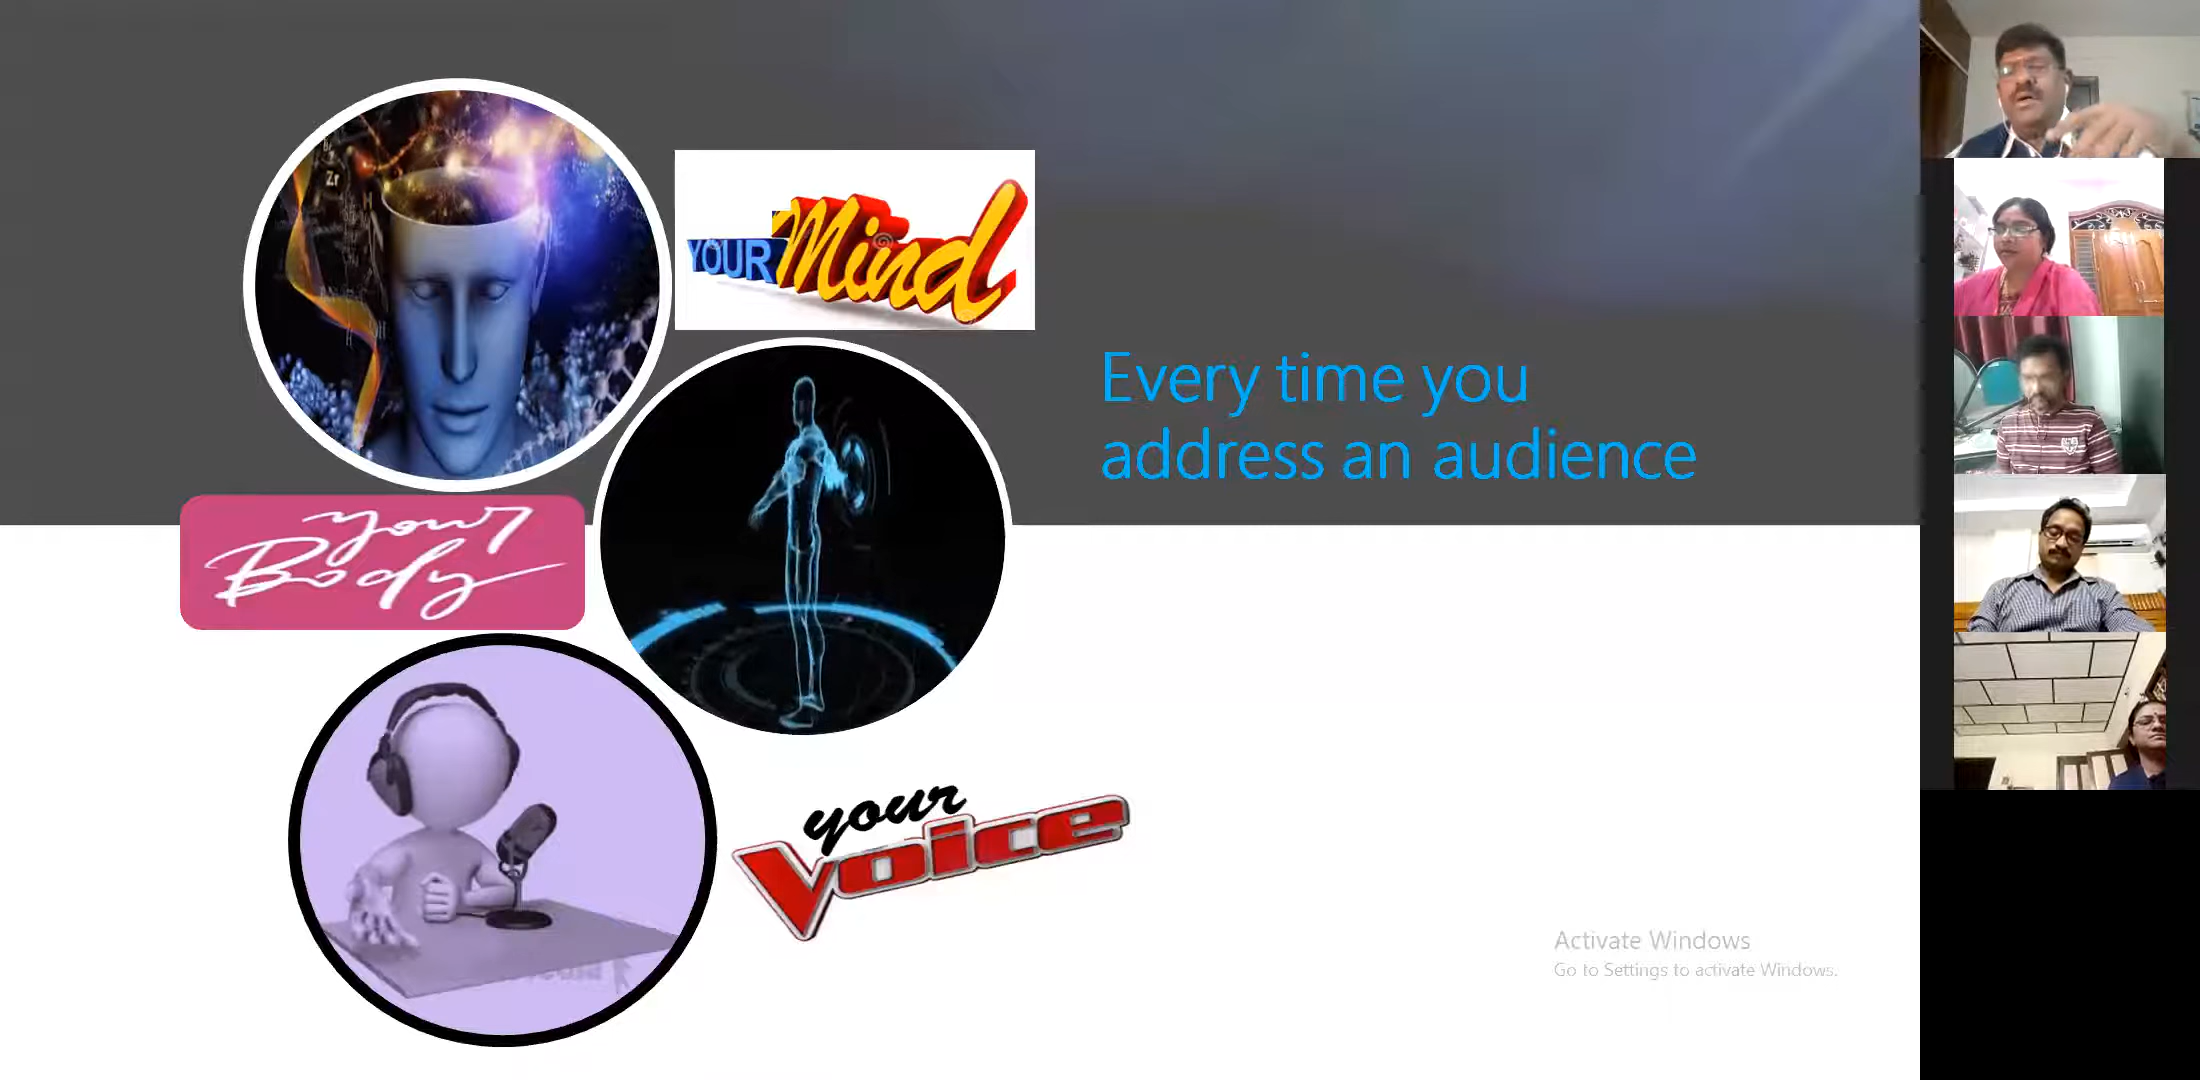 Zr
H
YOUR Mind
Every time you
address an audience
your
Body
your
Voice
Activate Windows
Go to Settings to activate Windows.